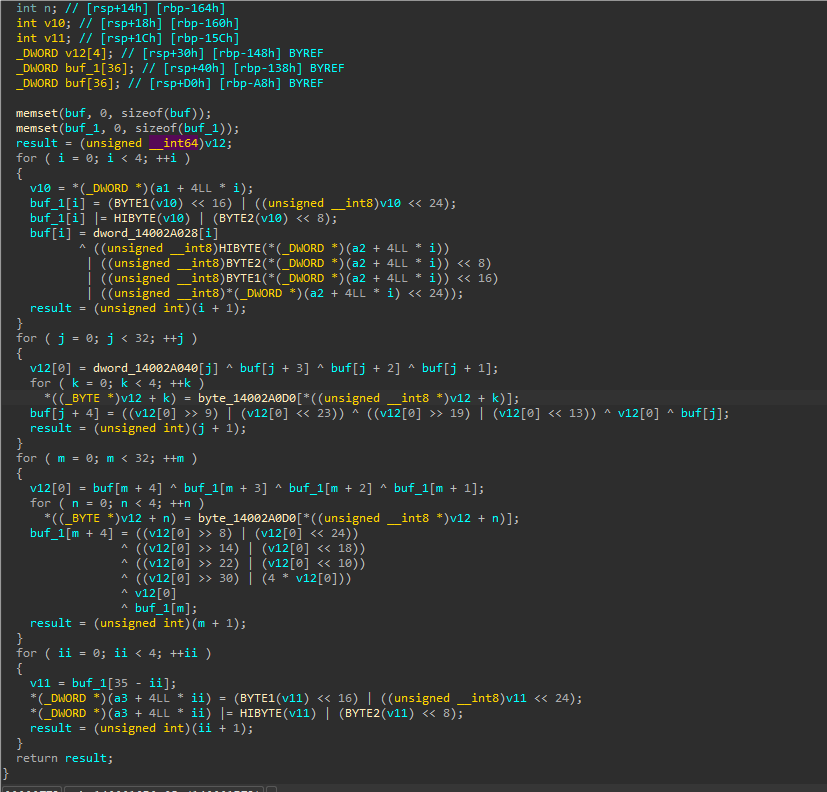 int n; // [rsp+14h] [rbp-164h]
int v10; // [rsp+18h] [rbp-160h]
int v11; // [rsp+1Ch] [rbp-15Ch]
_DWORD v12[4]; // [rsp+30h] [rbp-148h] BYREF
_DWORD buf_1[36]; // [rsp+40h] [rbp-138h] BYREF
_DWORD buf[36]; // [rsp+D0h] [rbp-A8h] BYREF
memset(buf, 0, sizeof(buf));
memset(buf_1, 0, sizeof(buf_1));
result = (unsigned __int64)v12;
for ( i = 0; i < 4; ++i )
{
v10 = *(_DWORD *)(a1 + 4LL * i);
buf_1[i] = (BYTE1(v10) << 16) | ((unsigned __int8)v10 << 24);
buf_1[i] |= HIBYTE(v10) | (BYTE2(v10) << 8);
buf[i] = dword_14002A028[i]
^ ((unsigned __int8)HIBYTE(*(_DWORD *)(a2 + 4LL * i))
| ((unsigned __int8)BYTE2(*(_DWORD *)(a2 + 4LL * i)) << 8)
| ((unsigned __int8)BYTE1(*(_DWORD *)(a2 + 4LL * i)) << 16)
| ((unsigned __int8)*(_DWORD *)(a2 + 4LL * i) << 24));
result = (unsigned int)(i + 1);
}
for ( j = 0; j < 32; ++j )
{
v12[0] = dword_14002A040[j] ^ buf[j + 3] ^ buf[j + 2] ^ buf[j + 1];
for ( k = 0; k < 4; ++k )
*((_BYTE *)v12 + k) = byte_14002A0D0[*((unsigned __int8 *)v12 + k)];
buf[j + 4] = ((v12[0] >> 9) | (v12[0] << 23)) ^ ((v12[0] >> 19) | (v12[0] << 13)) ^ v12[0] ^ buf[j];
result = (unsigned int)(j + 1);
}
for ( m = 0; m < 32; ++m )
{
v12[0] = buf[m + 4] ^ buf_1[m + 3] ^ buf_1[m + 2] ^ buf_1[m + 1];
for ( n = 0; n < 4; ++n )
*((_BYTE *)v12 + n) = byte_14002A0D0[*((unsigned __int8 *)v12 + n)];
buf_1[m + 4] = ((v12[0] >> 8) | (v12[0] << 24))
^ ((v12[0] >> 14) | (v12[0] << 18))
^ ((v12[0] >> 22) | (v12[0] << 10))
^ ((v12[0] >> 30) | (4 * v12[0]))
^ v12[0]
^ buf_1[m];
result = (unsigned int)(m + 1);
}
for ( ii = 0; ii < 4; ++ii )
{
v11 = buf_1[35 - ii];
*(_DWORD *)(a3 + 4LL * ii) = (BYTE1(v11) << 16) | ((unsigned __int8)v11 << 24);
*(_DWORD *)(a3 + 4LL * ii) |= HIBYTE(v11) | (BYTE2(v11) << 8);
result = (unsigned int)(ii + 1);
}
return result;
}